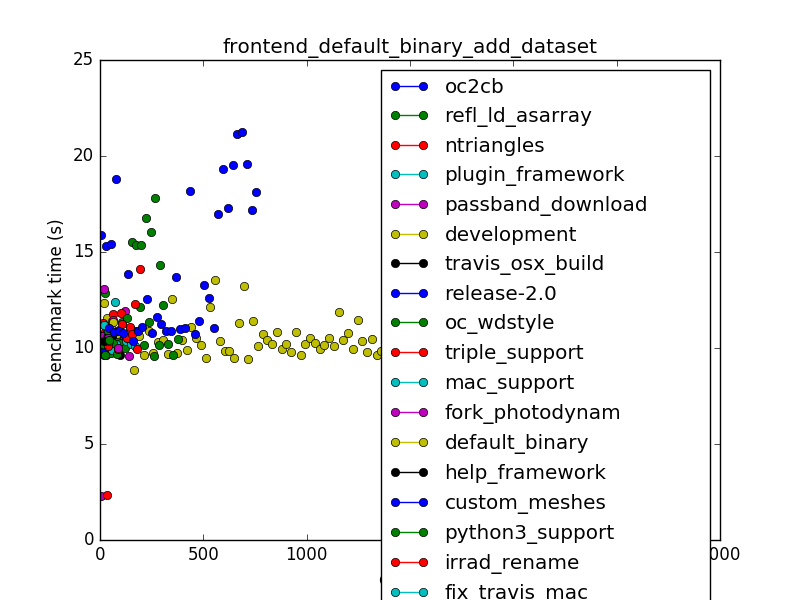 frontend_default_binary_add_dataset
25
20
15
10
5
0
benchmark time (s)
0
500
1000
000
oc2cb
refl_ld_asarray
ntriangles
plugin_framework
passband_download
development
travis_osx_build
release-2.0
oc_wdstyle
triple_support
mac_support
fork_photodynam
default_binary
help_framework
custom_meshes
python3_support
irrad_rename
fix_travis_mac